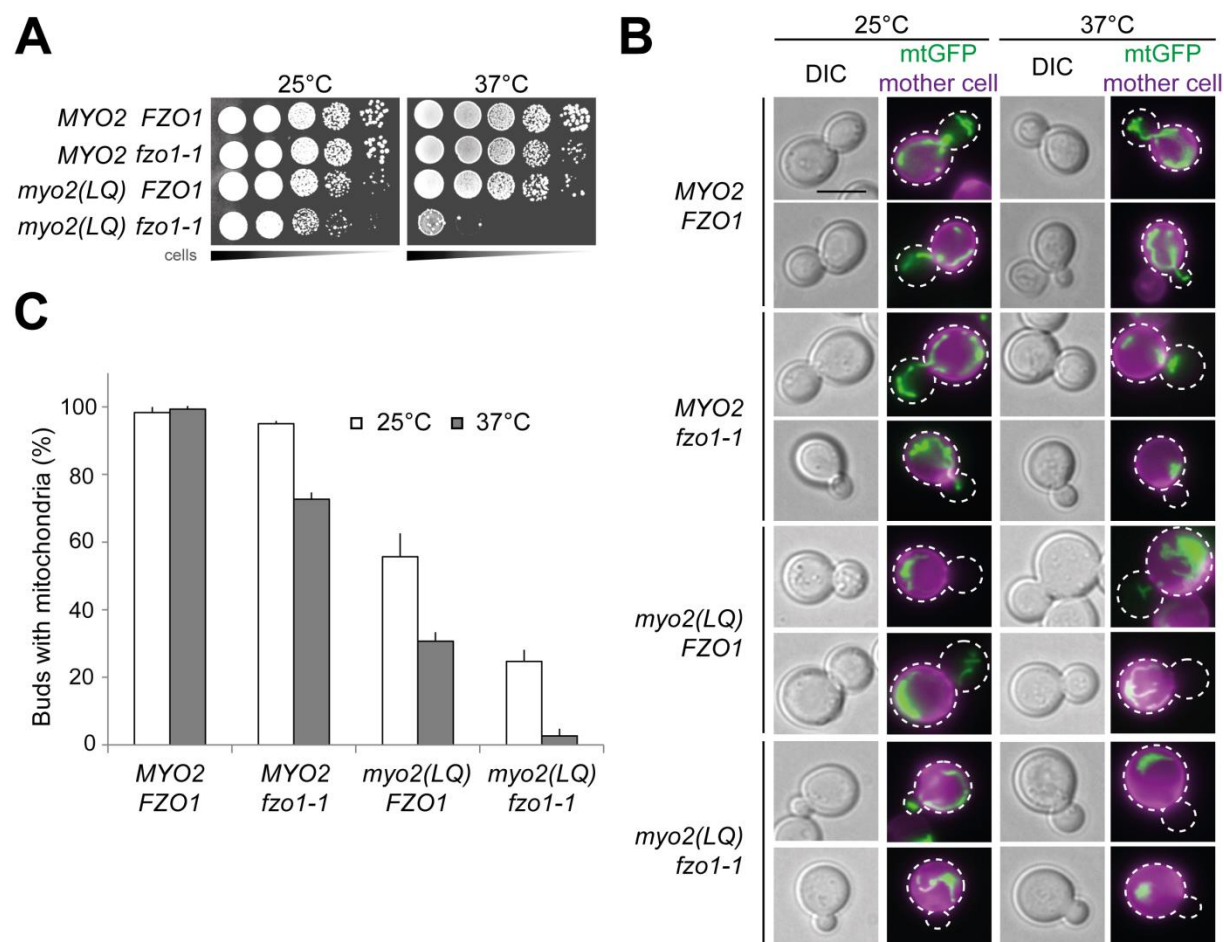 A
25°C 37°C
MYO2 FZO1
MYO2 fzo1-1
myo2(LQ) FZO1
myo2(LQ) fzo1-1
cells
B
25°C 37°C
DIC mtGFP mother cell DIC mtGFP mother cell
MYO2
FZO1
MYO2
fzo1-1
myo2(LQ)
FZO1
myo2(LQ)
fzo1-1
C
Buds with mitochondria (%)
100
80
60
40
20
0
25°C 37°C
MYO2 MYO2 myo2(LQ) myo2(LQ)
FZO1 fzo1-1 FZO1 fzo1-1